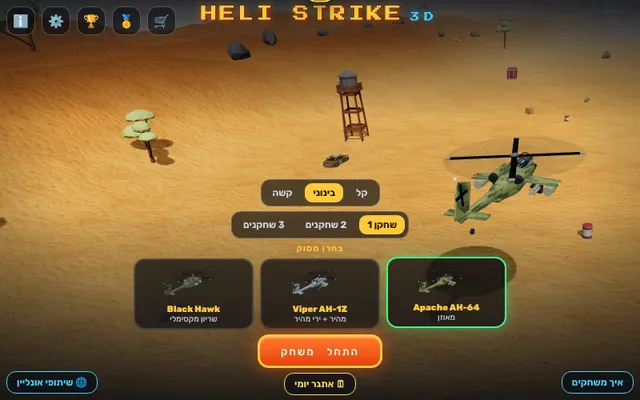 HELI STRIKE 3D
קל בינוני קשה
שחקן 1 2 שחקנים 3 שחקנים
בחרו מסוק
Apache AH-64
מאוזן
Viper AH-1Z
מהיר + ירי מהיר
Black Hawk
שריון מקסימלי
התחל משחק
איך משחקים
אתגר יומי
שיתופי אונליין